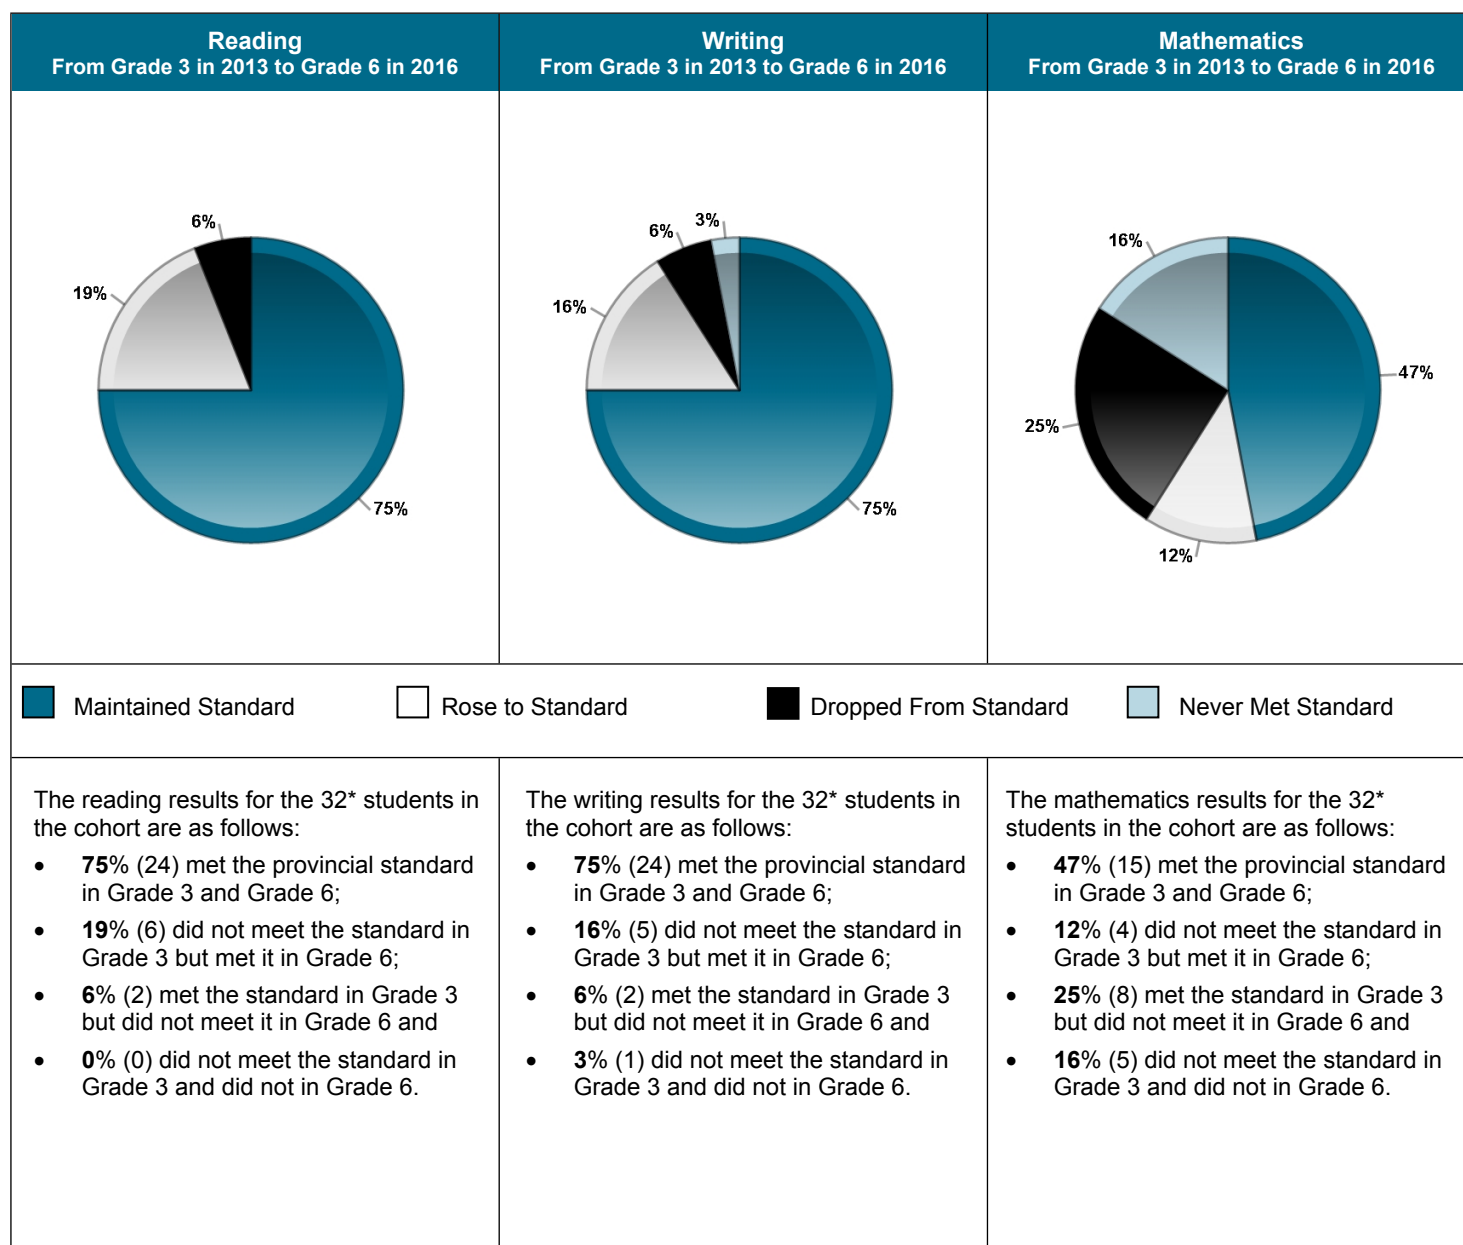 Reading
From Grade 3 in 2013 to Grade 6 in 2016
Writing
From Grade 3 in 2013 to Grade 6 in 2016
Mathematics
From Grade 3 in 2013 to Grade 6 in 2016
6%
19%
75%
3%
6%
16%
75%
16%
47%
25%
12%
Maintained Standard
Rose to Standard
Dropped From Standard
Never Met Standard
The reading results for the 32* students in
the cohort are as follows:
• 75% (24) met the provincial standard
in Grade 3 and Grade 6;
• 19% (6) did not meet the standard in
Grade 3 but met it in Grade 6;
• 6% (2) met the standard in Grade 3
but did not meet it in Grade 6 and
• 0% (0) did not meet the standard in
Grade 3 and did not in Grade 6.
The writing results for the 32* students in
the cohort are as follows:
• 75% (24) met the provincial standard
in Grade 3 and Grade 6;
• 16% (5) did not meet the standard in
Grade 3 but met it in Grade 6;
• 6% (2) met the standard in Grade 3
but did not meet it in Grade 6 and
• 3% (1) did not meet the standard in
Grade 3 and did not in Grade 6.
The mathematics results for the 32*
students in the cohort are as follows:
• 47% (15) met the provincial standard
in Grade 3 and Grade 6;
• 12% (4) did not meet the standard in
Grade 3 but met it in Grade 6;
• 25% (8) met the standard in Grade 3
but did not meet it in Grade 6 and
• 16% (5) did not meet the standard in
Grade 3 and did not in Grade 6.